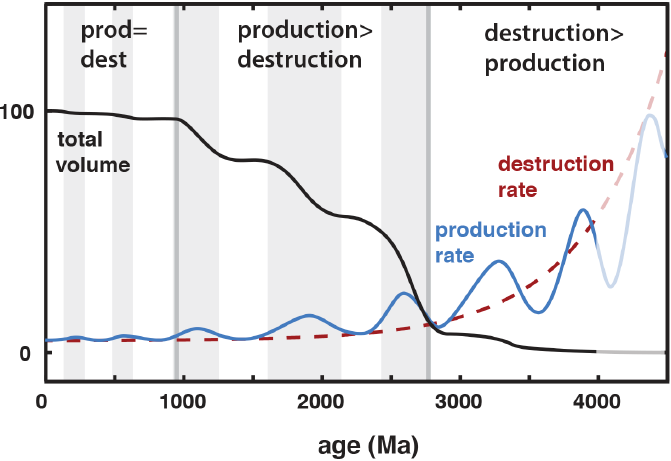 prod=
dest
production>
destruction
destruction>
production
100
total
volume
destruction
rate
production
rate
0
0
1000
2000
3000
4000
age (Ma)